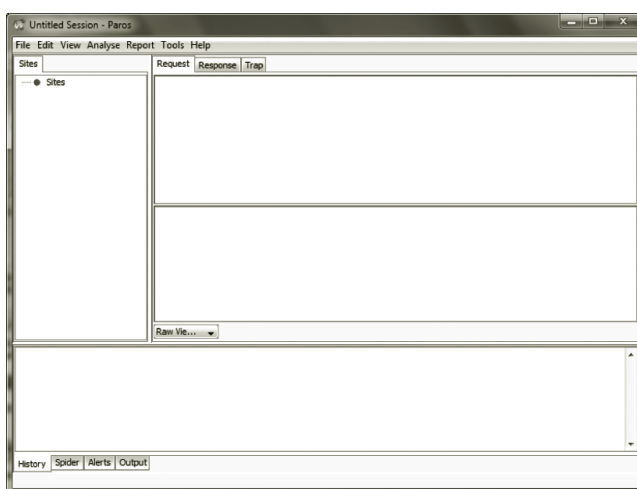 Untitled Session - Paros
File Edit View Analyse Report Tools Help
Sites
Request Response Trap
Sites
Raw Vie...
History Spider Alerts Output